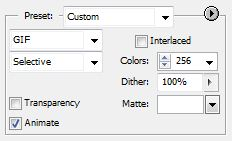 Preset: Custom
GIF
Interlaced
Selective
Colors: 256
Dither: 100%
Transparency
Matte:
Animate